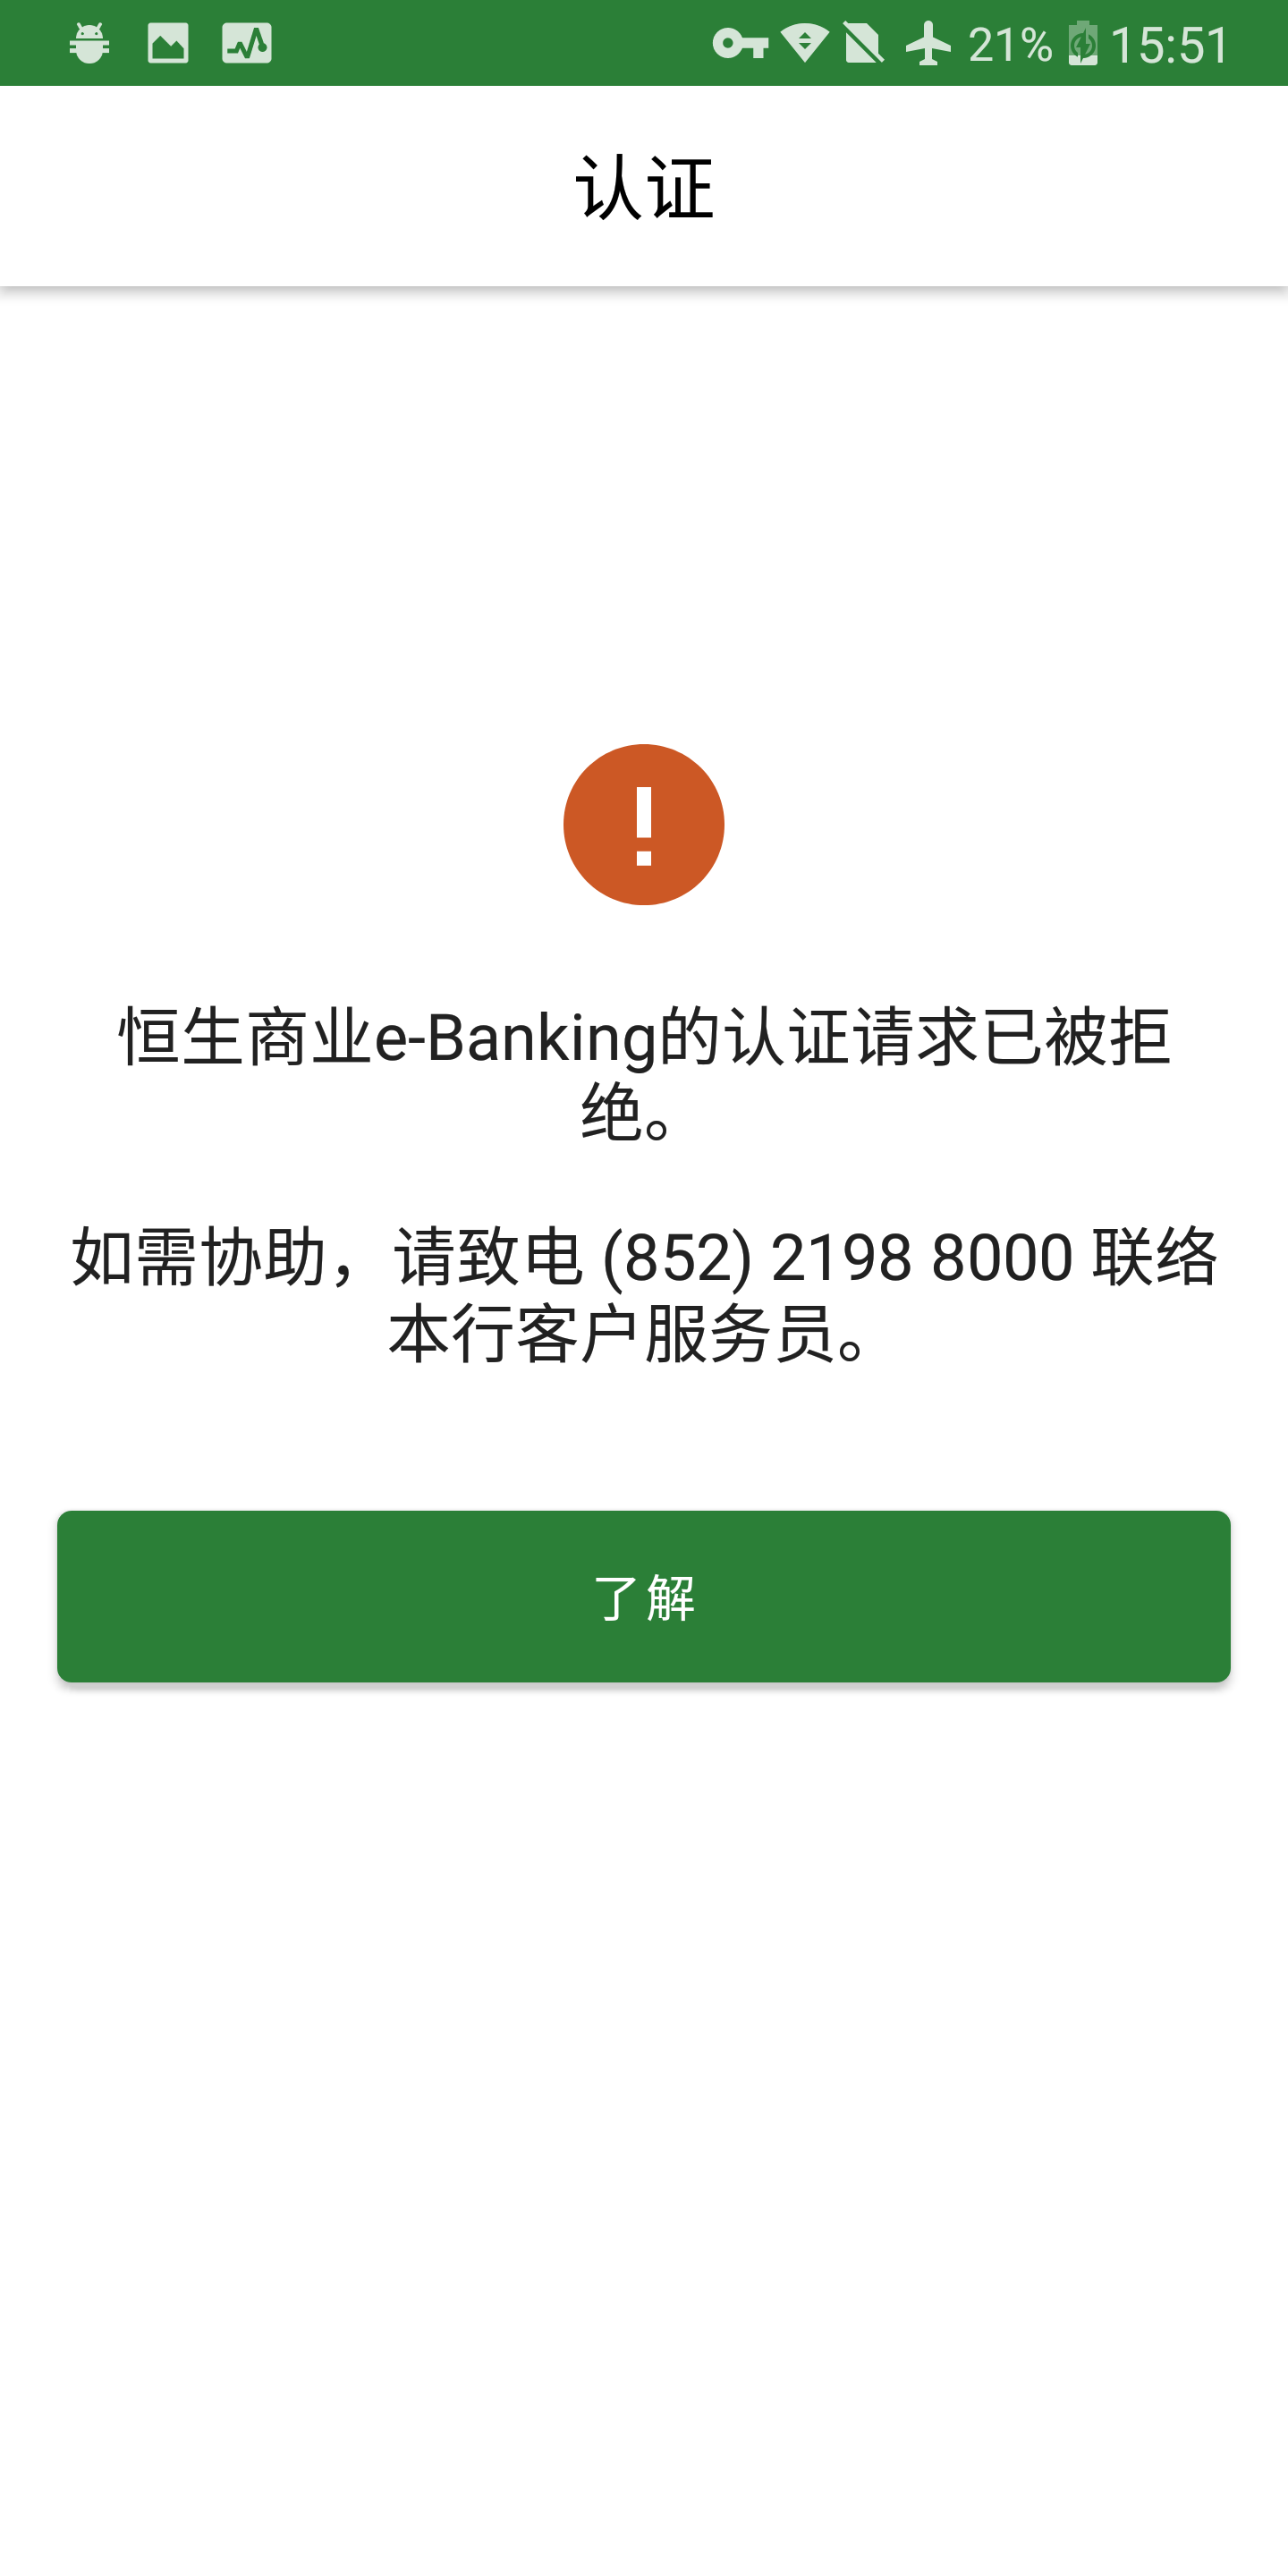 21% 15:51
认证
恒生商业e-Banking的认证请求已被拒
绝。
如需协助，请致电 (852) 2198 8000 联络
本行客户服务员。
了解